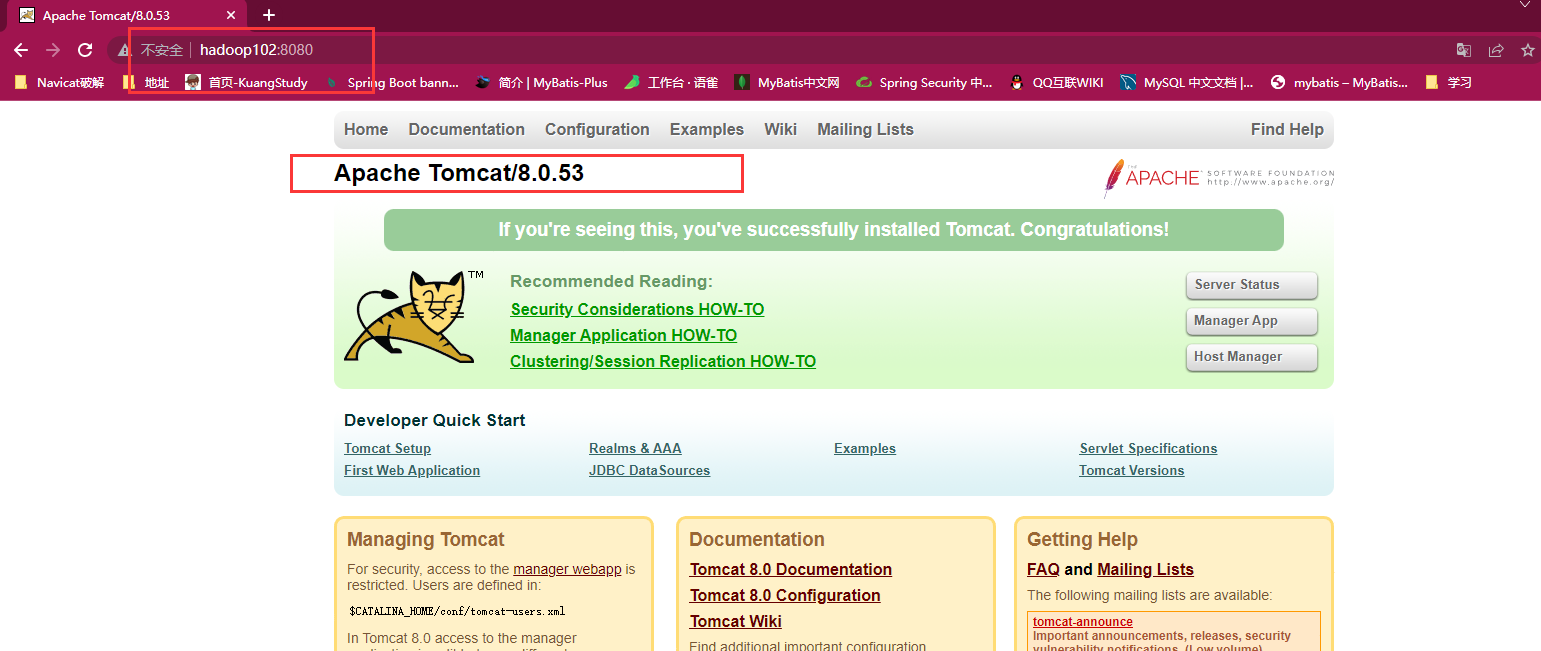 Apache Tomcat/8.0.53
不安全 hadoop102:8080
Navicat破解 地址 首页-KuangStudy Spring Boot bann... 简介 | MyBatis-Plus 工作台 · 语雀 MyBatis中文网 Spring Security 中... QQ互联WIKI MySQL 中文文档 |... mybatis – MyBatis... 学习
Home Documentation Configuration Examples Wiki Mailing Lists Find Help
Apache Tomcat/8.0.53
THE APACHE SOFTWARE FOUNDATION
http://www.apache.org/
If you're seeing this, you've successfully installed Tomcat. Congratulations!
TM
Recommended Reading:
Security Considerations HOW-TO
Manager Application HOW-TO
Clustering/Session Replication HOW-TO
Server Status
Manager App
Host Manager
Developer Quick Start
Tomcat Setup Realms & AAA Examples Servlet Specifications
First Web Application JDBC DataSources Tomcat Versions
Managing Tomcat
For security, access to the manager webapp is
restricted. Users are defined in:
$CATALINA_HOME/conf/tomcat-users.xml
In Tomcat 8.0 access to the manager
Documentation
Tomcat 8.0 Documentation
Tomcat 8.0 Configuration
Tomcat Wiki
Find additional important configuration
Getting Help
FAQ and Mailing Lists
The following mailing lists are available:
tomcat-announce
Important announcements, releases, security
vulnerability notifications. (Low volume)